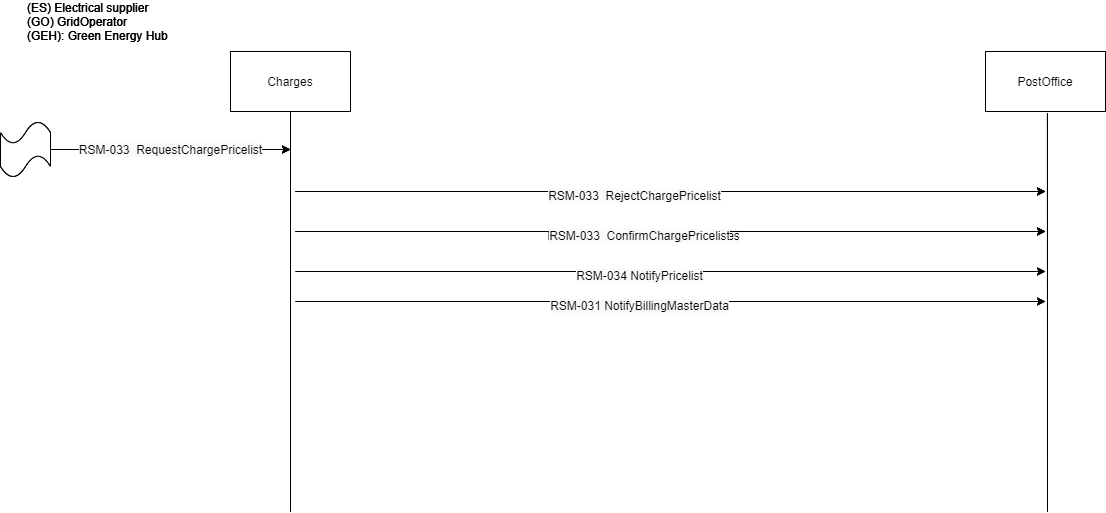 (ES) Electrical supplier
(GO) GridOperator
(GEH): Green Energy Hub
Charges
PostOffice
RSM-033 RequestChargePricelist
RSM-033 RejectChargePricelist
RSM-033 ConfirmChargePricelist
RSM-034 NotifyPricelist
RSM-031 NotifyBillingMasterData